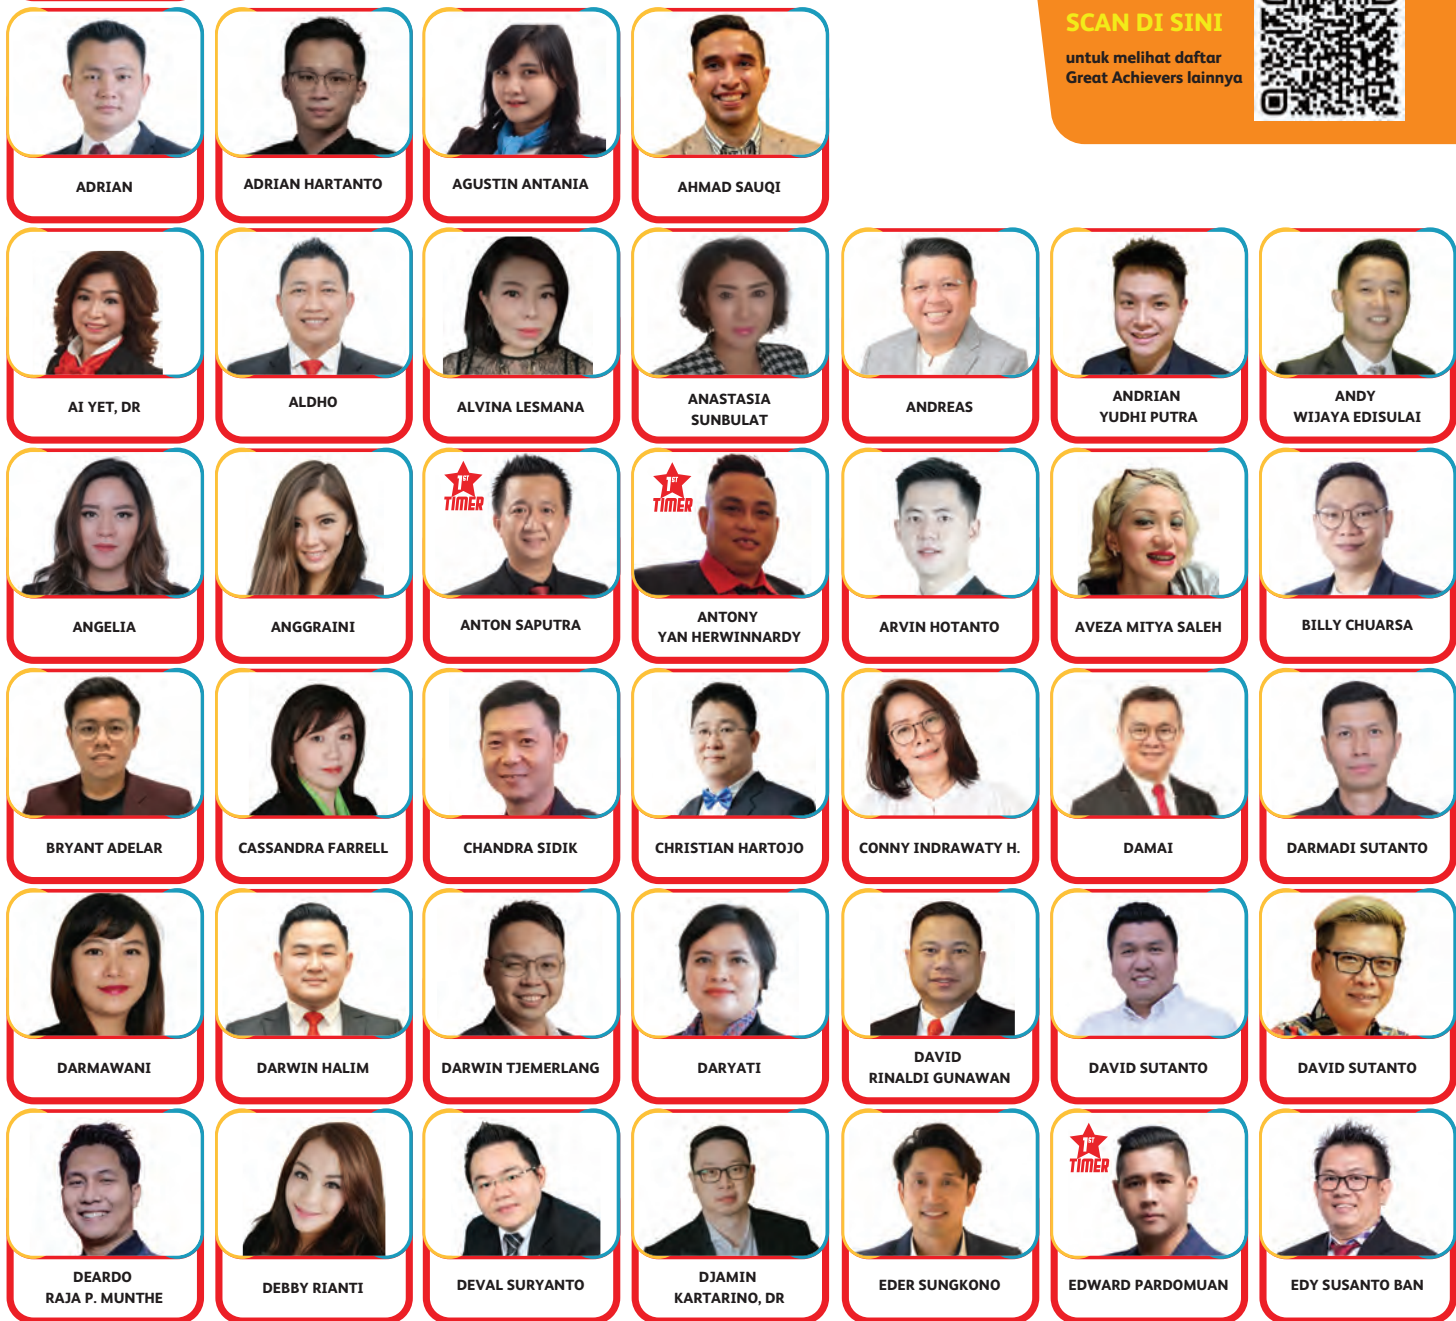 SCAN DI SINI
untuk melihat daftar
Great Achievers lainnya
ADRIAN
ADRIAN HARTANTO
AGUSTIN ANTANIA
AHMAD SAUQI
AI YET, DR
ALDHO
ALVINA LESMANA
ANASTASIA
SUNBULAT
ANDREAS
ANDRIAN
YUDHI PUTRA
ANDY
WIJAYA EDISULAI
ANGELIA
ANGGRAINI
1ST
TIMER
ANTON SAPUTRA
1ST
TIMER
ANTONY
YAN HERWINNARDY
ARVIN HOTANTO
AVEZA MITYA SALEH
BILLY CHUARSA
BRYANT ADELAR
CASSANDRA FARRELL
CHANDRA SIDIK
CHRISTIAN HARTOJO
CONNY INDRAWATY H.
DAMAI
DARMADI SUTANTO
DARMAWANI
DARWIN HALIM
DARWIN TJEMERLANG
DARYATI
DAVID
RINALDI GUNAWAN
DAVID SUTANTO
DAVID SUTANTO
DEARDO
RAJA P. MUNTHE
DEBBY RIANTI
DEVAL SURYANTO
DJAMIN
KARTARINO, DR
EDER SUNGKONO
1ST
TIMER
EDWARD PARDOMUAN
EDY SUSANTO BAN